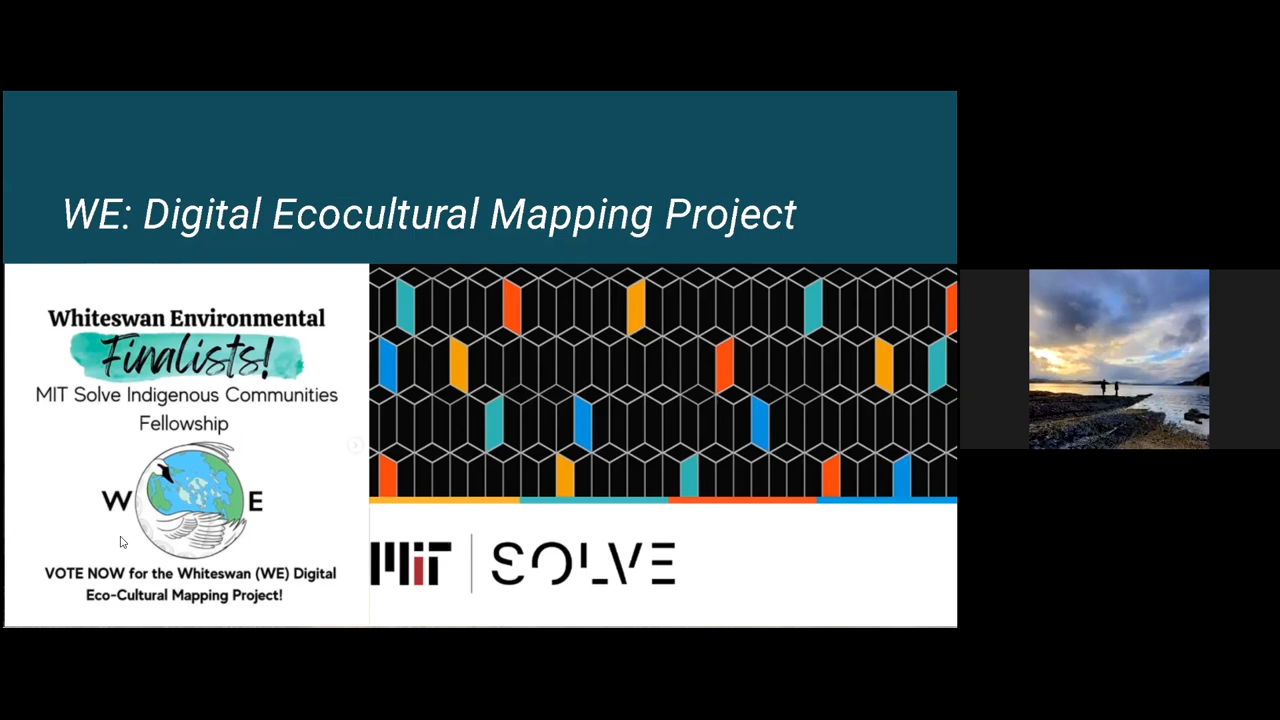 WE: Digital Ecocultural Mapping Project
Whiteswan Environmental
Finalists!
MIT Solve Indigenous Communities
Fellowship
W E
VOTE NOW for the Whiteswan (WE) Digital
Eco-Cultural Mapping Project!
MIT SOLVE